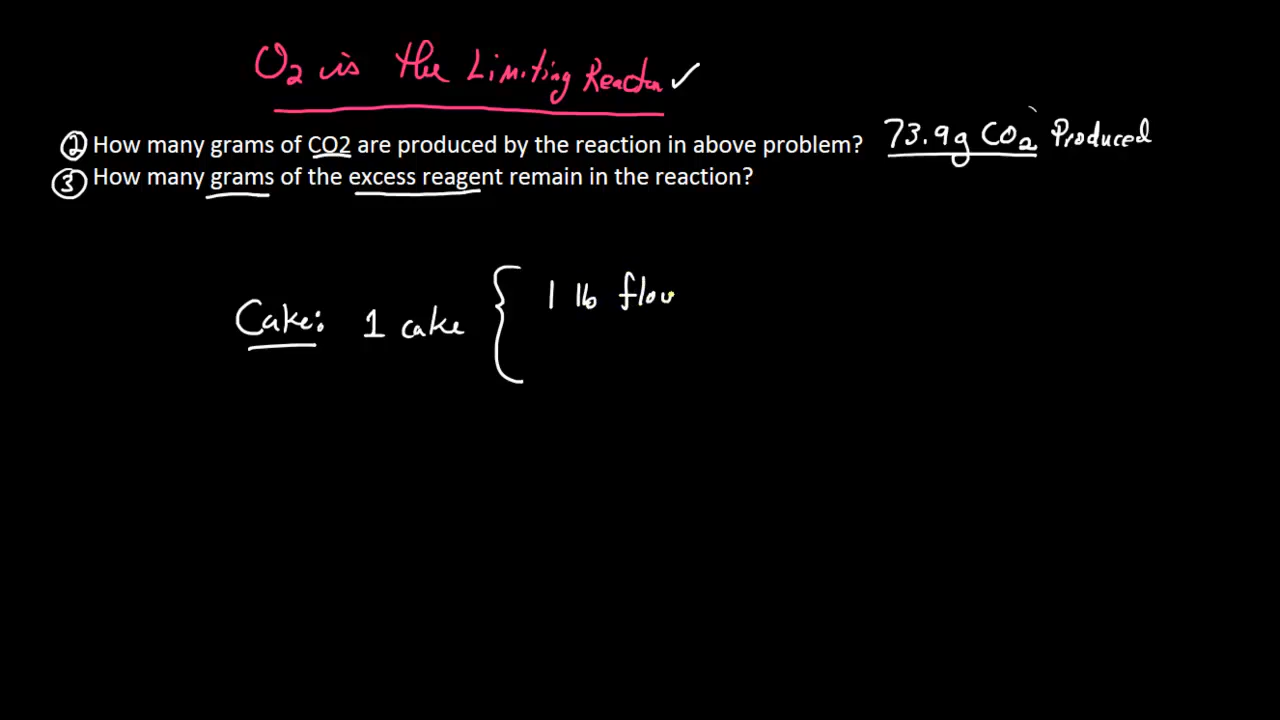 O2 is the Limiting Reacton ✓
② How many grams of CO2 are produced by the reaction in above problem? 73.9g CO2 Produced
③ How many grams of the excess reagent remain in the reaction?
Cake: 1 cake { 1 lb flou